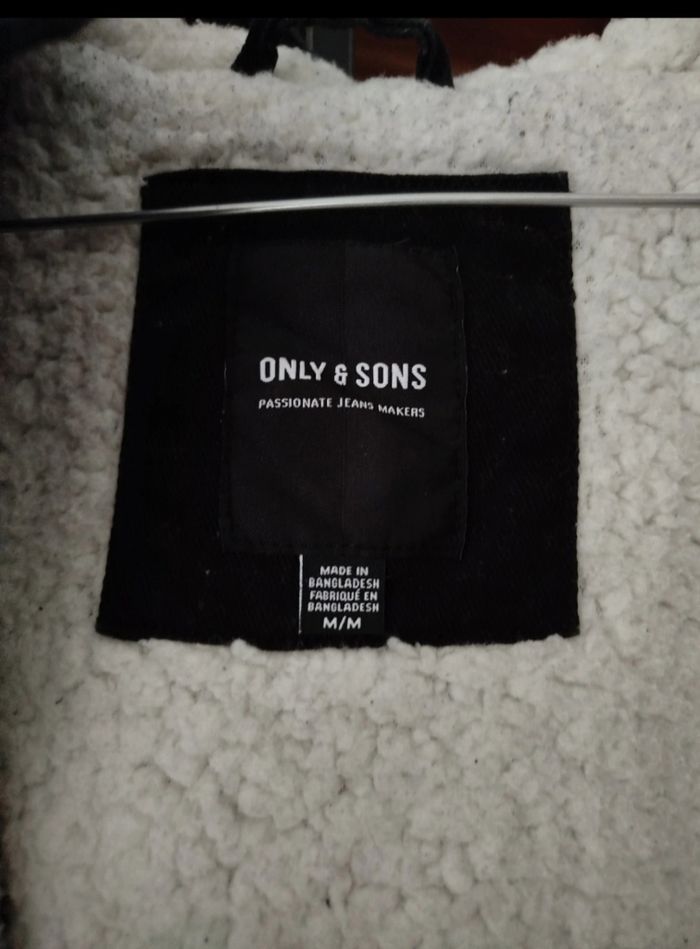 ONLY & SONS
PASSIONATE JEANS MAKERS
MADE IN
BANGLADESH
FABRIQUÉ EN
BANGLADESH
M/M